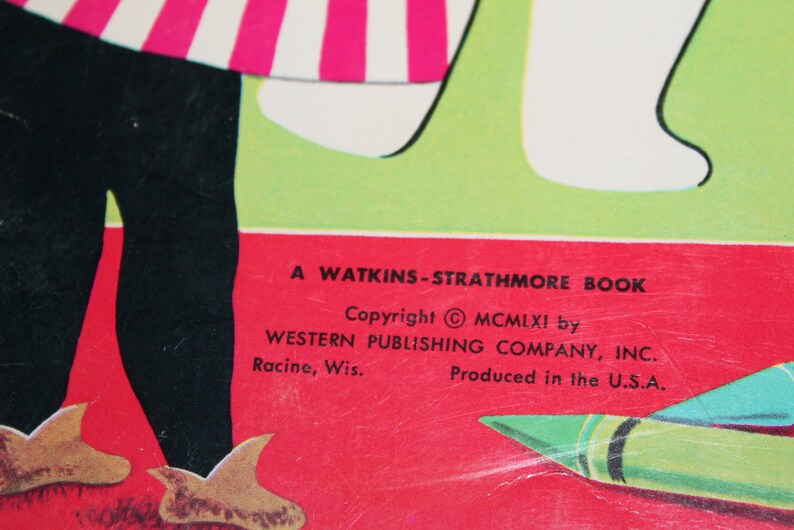 A WATKINS-STRATHMORE BOOK
Copyright © MCMLXI by
WESTERN PUBLISHING COMPANY, INC.
Racine, Wis. Produced in the U.S.A.